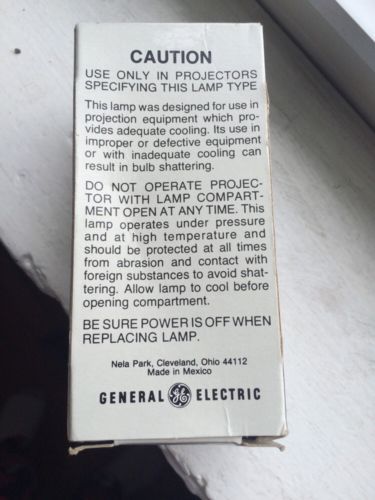 CAUTION
USE ONLY IN PROJECTORS
SPECIFYING THIS LAMP TYPE
This lamp was designed for use in
projection equipment which pro-
vides adequate cooling. Its use in
improper or defective equipment
or with inadequate cooling can
result in bulb shattering.
DO NOT OPERATE PROJEC-
TOR WITH LAMP COMPART-
MENT OPEN AT ANY TIME. This
lamp operates under pressure
and at high temperature and
should be protected at all times
from abrasion and contact with
foreign substances to avoid shat-
tering. Allow lamp to cool before
opening compartment.
BE SURE POWER IS OFF WHEN
REPLACING LAMP.
Nela Park, Cleveland, Ohio 44112
Made in Mexico
GENERAL GE ELECTRIC